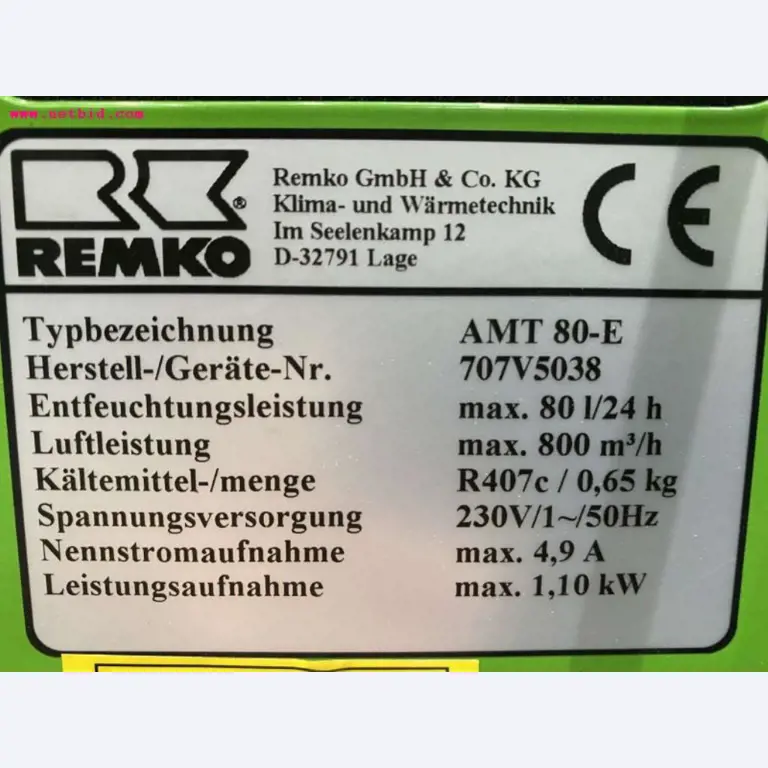 www.netbid.com
Remko GmbH & Co. KG
Klima- und Wärmetechnik
Im Seelenkamp 12
D-32791 Lage
CE
®
REMKO
Typbezeichnung AMT 80-E
Herstell-/Geräte-Nr. 707V5038
Entfeuchtungsleistung max. 80 l/24 h
Luftleistung max. 800 m³/h
Kältemittel-/menge R407c / 0,65 kg
Spannungsversorgung 230V/1~/50Hz
Nennstromaufnahme max. 4,9 A
Leistungsaufnahme max. 1,10 kW